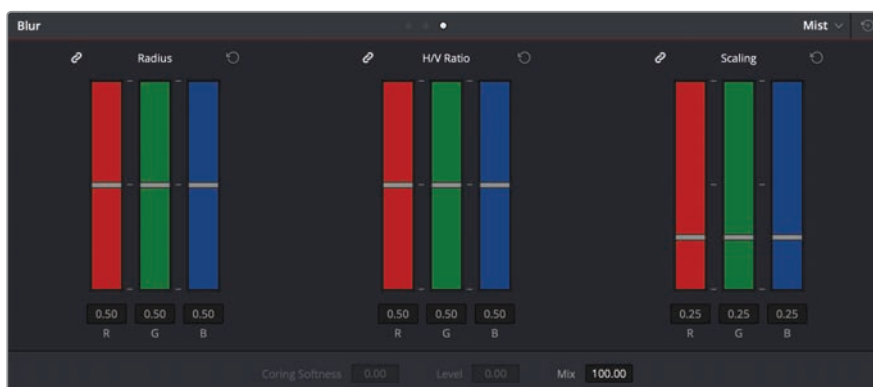 Blur Mist
Radius H/V Ratio Scaling
0.50 0.50 0.50 0.50 0.50 0.50 0.25 0.25 0.25
R G B R G B R G B
Coring Softness 0.00 Level 0.00 Mix 100.00